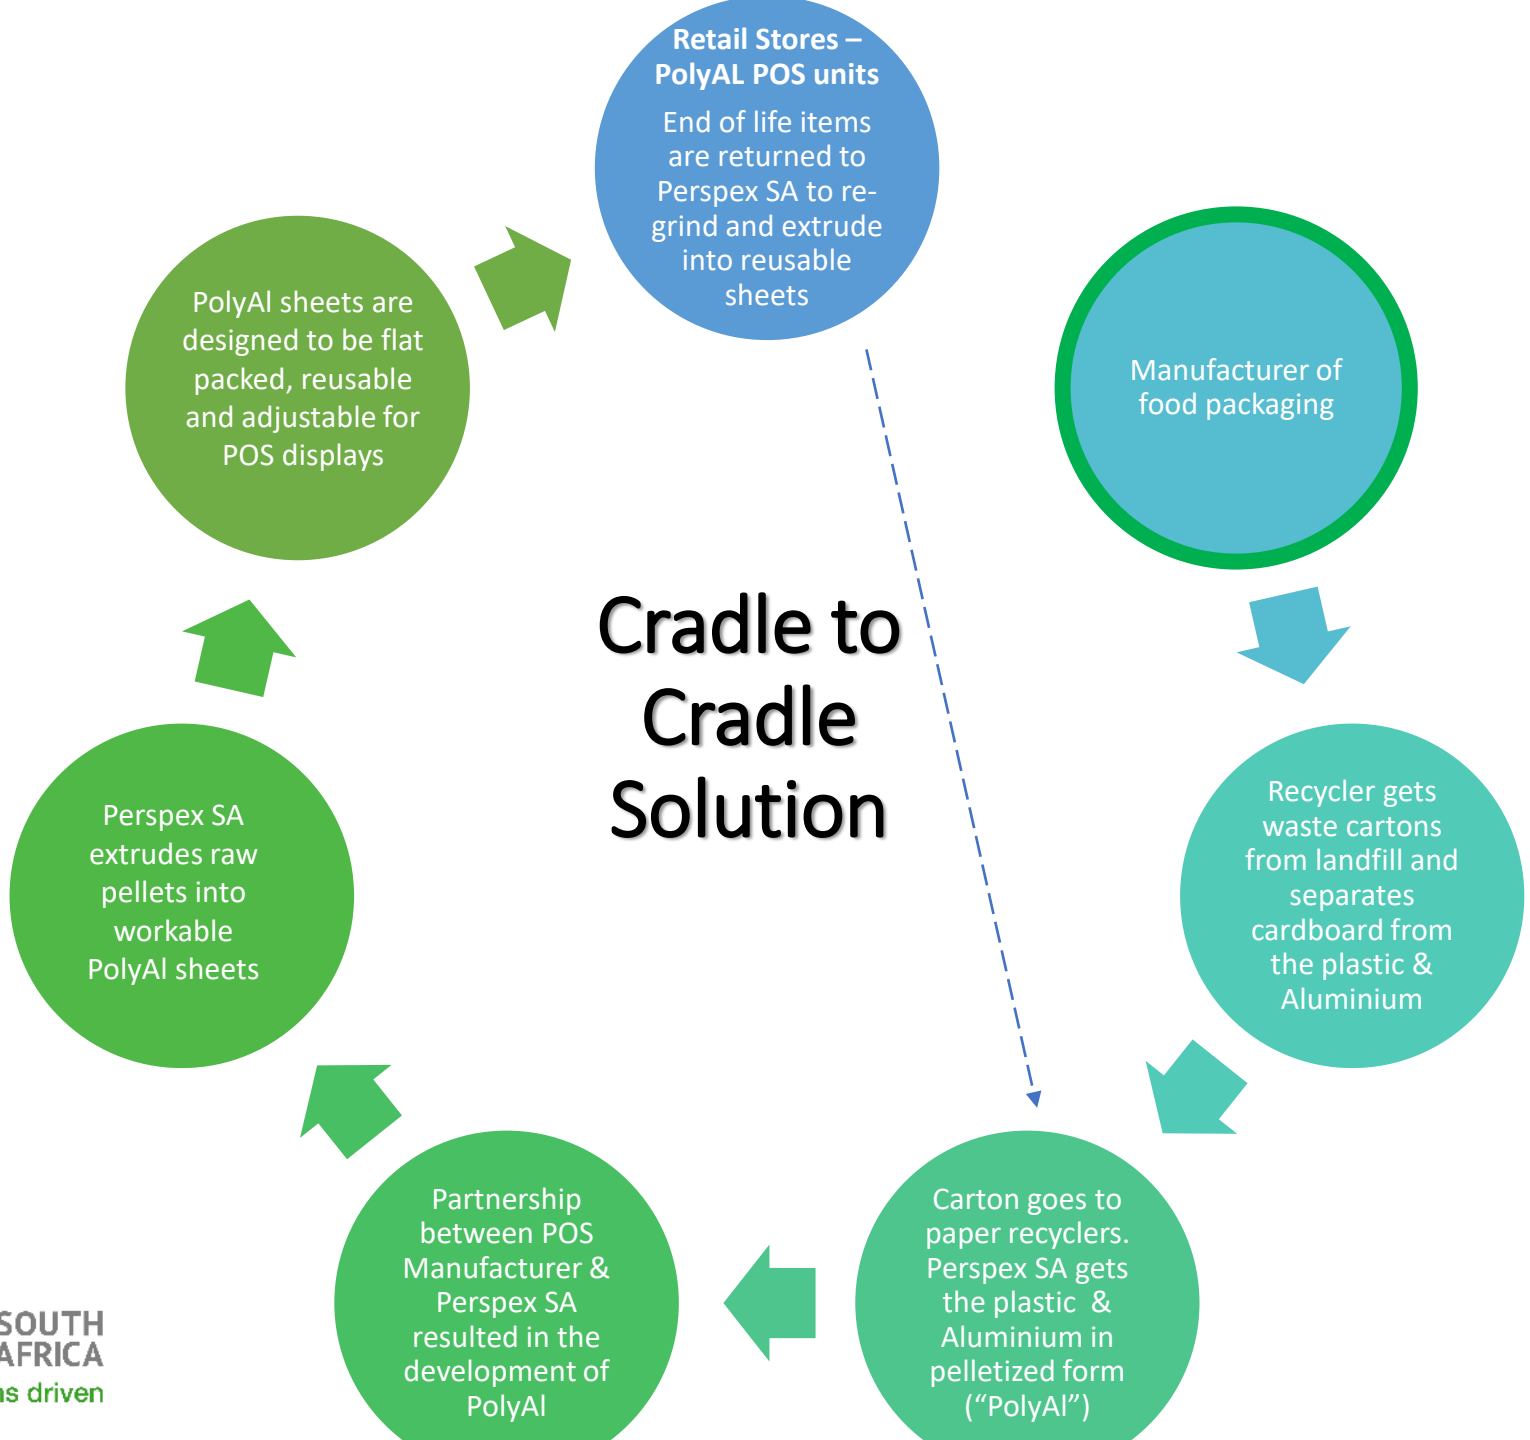 Retail Stores –
PolyAL POS units
End of life items
are returned to
Perspex SA to re-
grind and extrude
into reusable
sheets
Manufacturer of
food packaging
Recycler gets
waste cartons
from landfill and
separates
cardboard from
the plastic &
Aluminium
Carton goes to
paper recyclers.
Perspex SA gets
the plastic &
Aluminium in
pelletized form
(“PolyAl”)
Partnership
between POS
Manufacturer &
Perspex SA
resulted in the
development of
PolyAl
Perspex SA
extrudes raw
pellets into
workable
PolyAl sheets
PolyAl sheets are
designed to be flat
packed, reusable
and adjustable for
POS displays
Cradle to
Cradle
Solution
SOUTH
AFRICA
driven